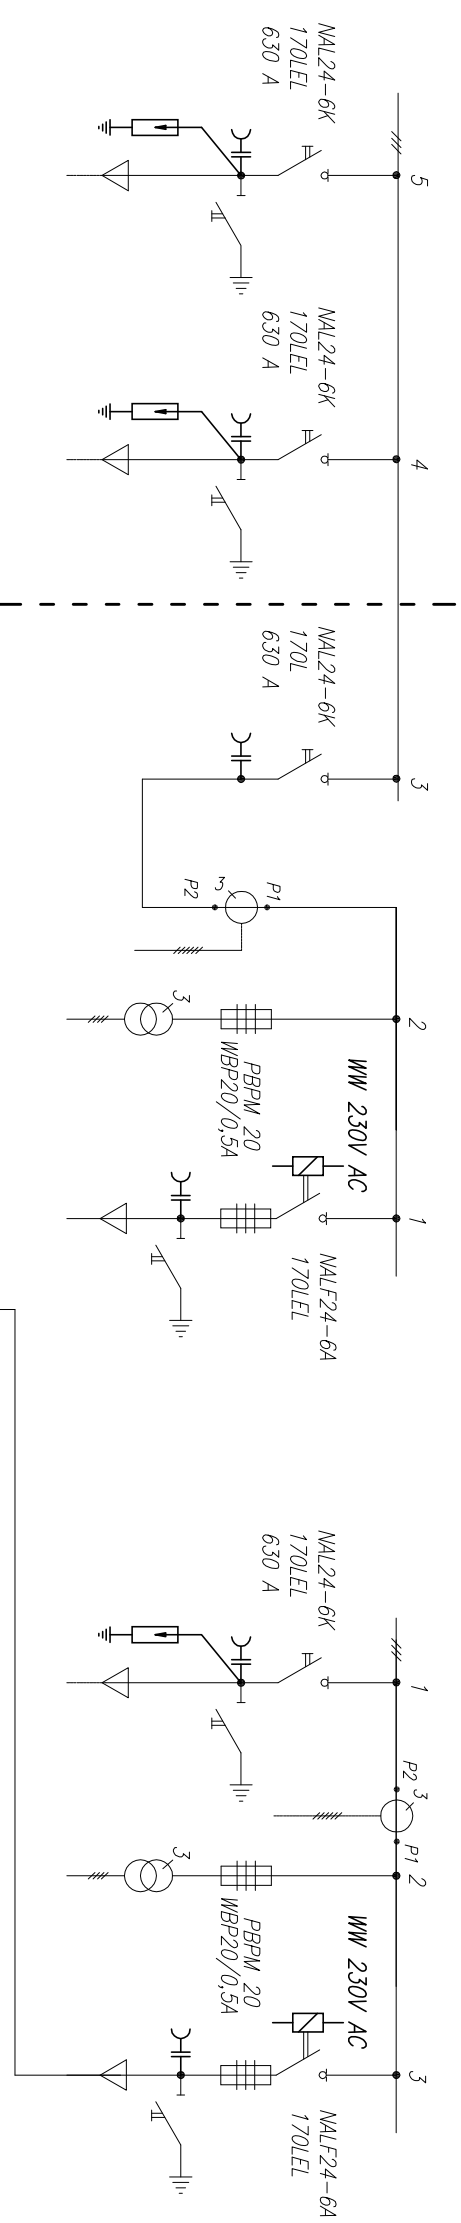 NAL24-6K
170LEL
630 A
5
NAL24-6K
170LEL
630 A
4
NAL24-6K
170L
630 A
3
P1
3
P2
2
3
PBPM 20
WBP20/0,5A
WW 230V AC
1
NALF24-6A
170LEL
NAL24-6K
170LEL
630 A
1
P2
3
P1
2
3
PBPM 20
WBP20/0,5A
WW 230V AC
3
NALF24-6A
170LEL